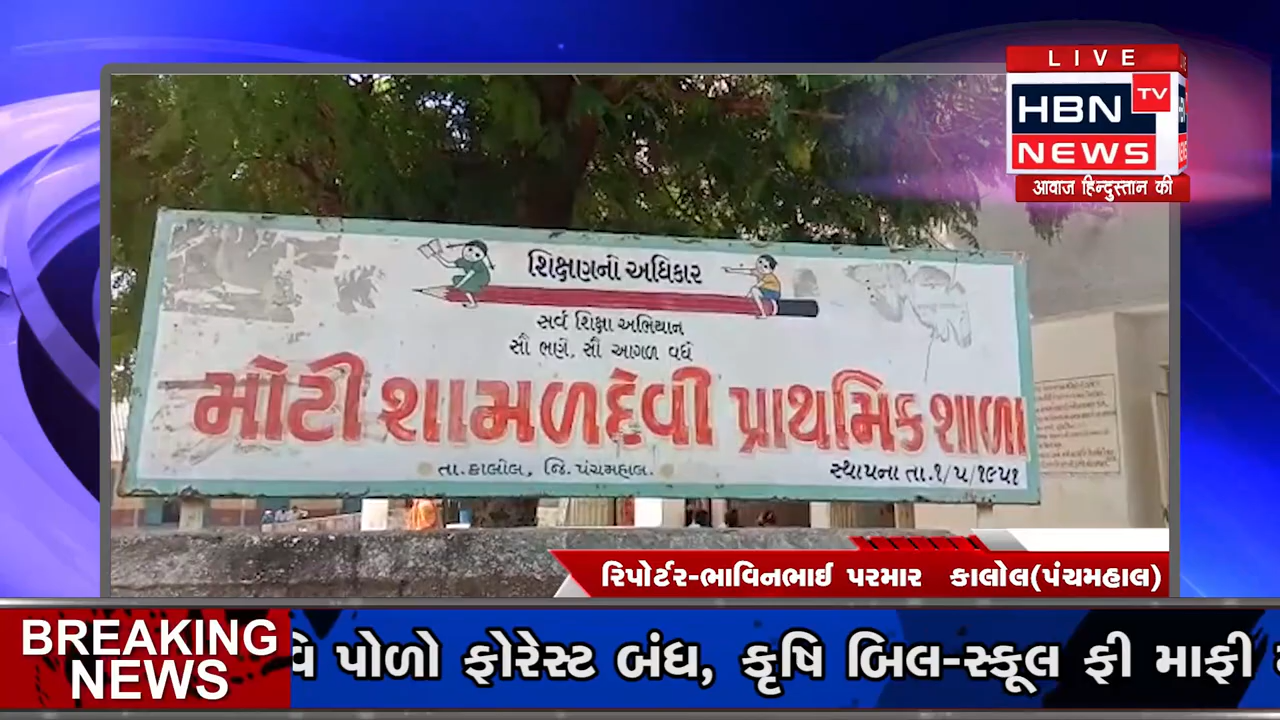 LIVE
HBN TV
NEWS
आवाज हिन्दुस्तान की
શિક્ષણનો અધિકાર
સર્વ શિક્ષા અભિયાન
સૌ ભણે, સૌ આગળ વધે
મોટી શામળદેવી પ્રાથમિક શાળા
તા.કાલોલ, જિ.પંચમહાલ.
સ્થાપના તા.૧/૫/૧૯૫૧
રિપોર્ટર-ભાવિનભાઇ પરમાર કાલોલ(પંચમહાલ)
BREAKING
NEWS
પોળો ફોરેસ્ટ બંધ, કૃષિ બિલ-સ્કૂલ ફી માફી